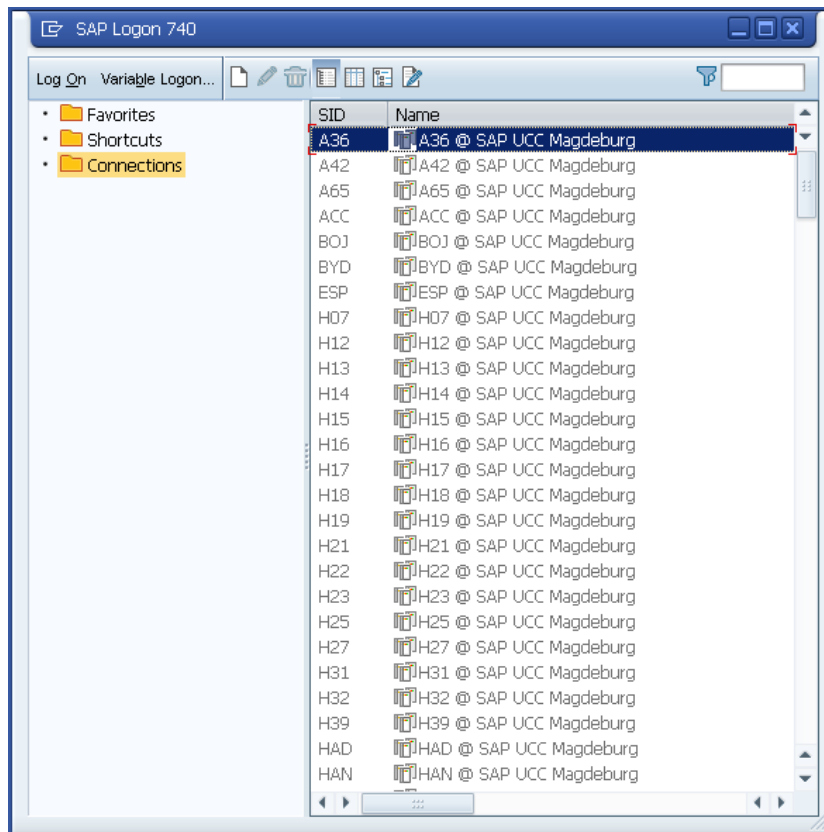 SAP Logon 740
Log On Variable Logon...
Favorites
Shortcuts
Connections
SID Name
A36 A36 @ SAP UCC Magdeburg
A42 A42 @ SAP UCC Magdeburg
A65 A65 @ SAP UCC Magdeburg
ACC ACC @ SAP UCC Magdeburg
BOJ BOJ @ SAP UCC Magdeburg
BYD BYD @ SAP UCC Magdeburg
ESP ESP @ SAP UCC Magdeburg
H07 H07 @ SAP UCC Magdeburg
H12 H12 @ SAP UCC Magdeburg
H13 H13 @ SAP UCC Magdeburg
H14 H14 @ SAP UCC Magdeburg
H15 H15 @ SAP UCC Magdeburg
H16 H16 @ SAP UCC Magdeburg
H17 H17 @ SAP UCC Magdeburg
H18 H18 @ SAP UCC Magdeburg
H19 H19 @ SAP UCC Magdeburg
H21 H21 @ SAP UCC Magdeburg
H22 H22 @ SAP UCC Magdeburg
H23 H23 @ SAP UCC Magdeburg
H25 H25 @ SAP UCC Magdeburg
H27 H27 @ SAP UCC Magdeburg
H31 H31 @ SAP UCC Magdeburg
H32 H32 @ SAP UCC Magdeburg
H39 H39 @ SAP UCC Magdeburg
HAD HAD @ SAP UCC Magdeburg
HAN HAN @ SAP UCC Magdeburg